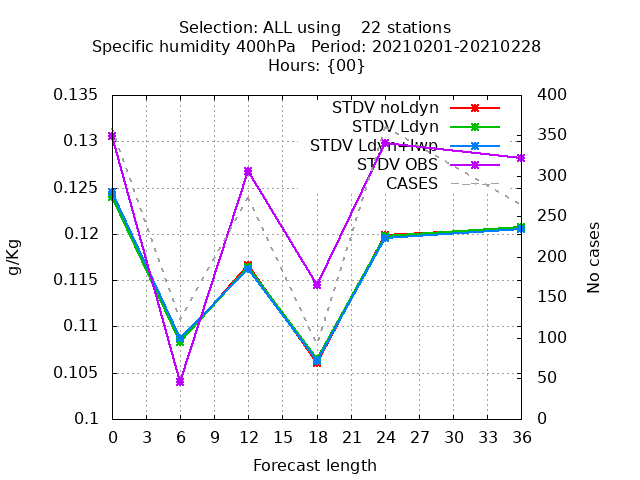 Selection: ALL using    22 stations
Specific humidity 400hPa   Period: 20210201-20210228
Hours: {00}
0.135
0.13
0.125
0.12
0.115
0.11
0.105
0.1
g/Kg
STDV noLdyn
STDV Ldyn
STDV Ldyn+lwp
STDV OBS
CASES
400
350
300
250
200
150
100
50
0
No cases
0 3 6 9 12 15 18 21 24 27 30 33 36
Forecast length